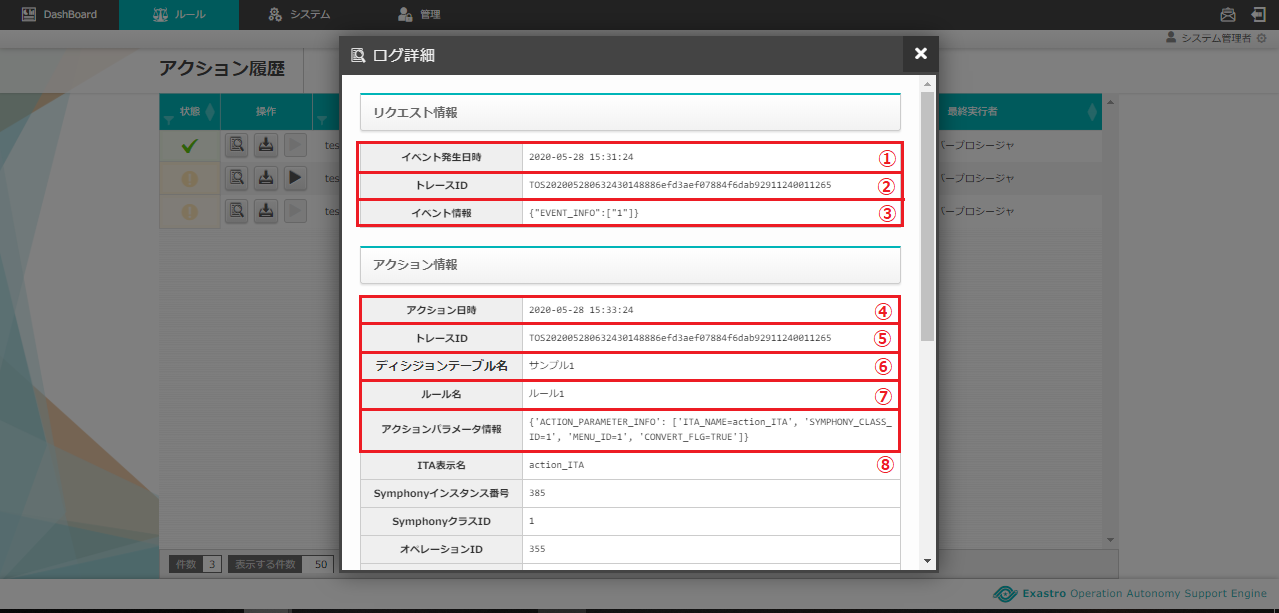 DashBoard ルール システム 管理
システム管理者
アクション履歴
ログ詳細
状態 操作 最終実行者
tes バープロシージャ
tes バープロシージャ
tes バープロシージャ
リクエスト情報
イベント発生日時 2020-05-28 15:31:24 ①
トレースID TOS202005280632430148886efd3aef07884f6dab92911240011265 ②
イベント情報 {"EVENT_INFO":["1"]} ③
アクション情報
アクション日時 2020-05-28 15:33:24 ④
トレースID TOS202005280632430148886efd3aef07884f6dab92911240011265 ⑤
ディシジョンテーブル名 サンプル1 ⑥
ルール名 ルール1 ⑦
アクションパラメータ情報 {'ACTION_PARAMETER_INFO': ['ITA_NAME=action_ITA', 'SYMPHONY_CLASS_
ID=1', 'MENU_ID=1', 'CONVERT_FLG=TRUE']}
ITA表示名 action_ITA ⑧
Symphonyインスタンス番号 385
SymphonyクラスID 1
オペレーションID 355
件数 3 表示する件数 50
Exastro Operation Autonomy Support Engine